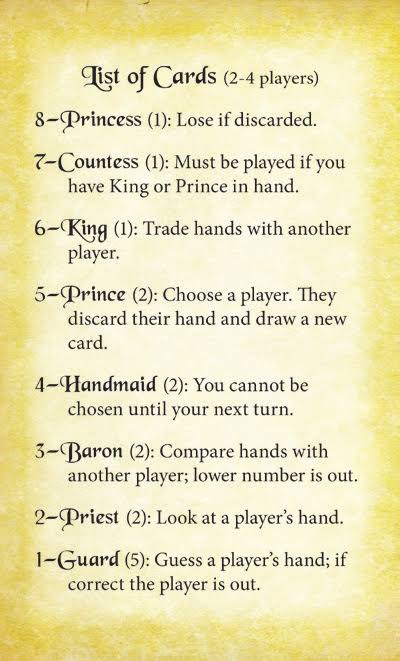 List of Cards (2-4 players)
8–Princess (1): Lose if discarded.
7–Countess (1): Must be played if you
have King or Prince in hand.
6–King (1): Trade hands with another
player.
5–Prince (2): Choose a player. They
discard their hand and draw a new
card.
4–Handmaid (2): You cannot be
chosen until your next turn.
3–Baron (2): Compare hands with
another player; lower number is out.
2–Priest (2): Look at a player’s hand.
1–Guard (5): Guess a player’s hand; if
correct the player is out.